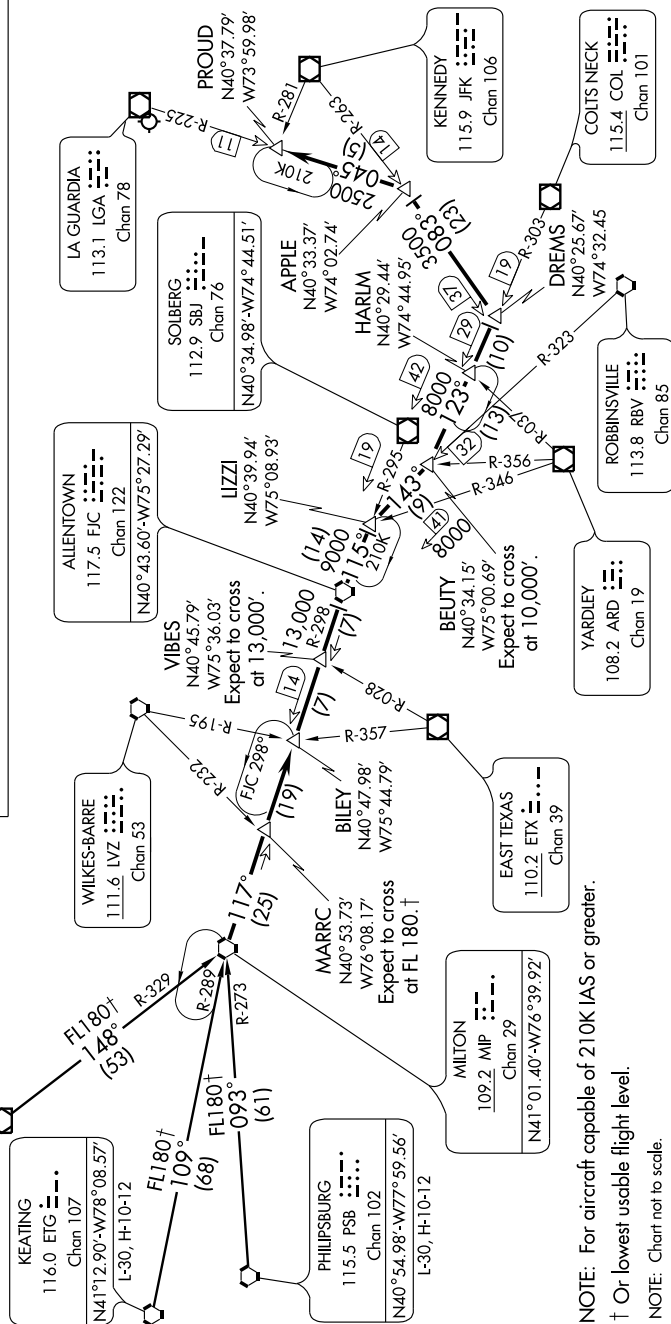 KEATING
116.0 ETG
Chan 107
N41°12.90'-W78°08.57'
L-30, H-10-12
FL180†
148°
(53)
R-329
FL180†
109°
(68)
R-289
FL180†
093°
(61)
R-273
PHILIPSBURG
115.5 PSB
Chan 102
N40°54.98'-W77°59.56'
L-30, H-10-12
MILTON
109.2 MIP
Chan 29
N41°01.40'-W76°39.92'
117°
(25)
MARRC
N40°53.73'
W76°08.17'
Expect to cross
at FL 180.†
WILKES-BARRE
111.6 LVZ
Chan 53
R-232
R-195
(19)
FJC 298°
BILEY
N40°47.98'
W75°44.79'
EAST TEXAS
110.2 ETX
Chan 39
R-357
R-028
(7)
14
VIBES
N40°45.79'
W75°36.03'
Expect to cross
at 13,000'.
13,000
R-298
(7)
ALLENTOWN
117.5 FJC
Chan 122
N40°43.60'-W75°27.29'
(14)
9000
115°
210K
LIZZI
N40°39.94'
W75°08.93'
19
R-295
SOLBERG
112.9 SBJ
Chan 76
N40°34.98'-W74°44.51'
143°
(9)
41
8000
BEUTY
N40°34.15'
W75°00.69'
Expect to cross
at 10,000'.
R-346
R-356
R-037
YARDLEY
108.2 ARD
Chan 19
42
8000
123°
(13)
32
HARLM
N40°29.44'
W74°44.95'
29
(10)
R-323
ROBBINSVILLE
113.8 RBV
Chan 85
37
19
DREMS
N40°25.67'
W74°32.45
R-303
COLTS NECK
115.4 COL
Chan 101
3500
083°
(23)
APPLE
N40°33.37'
W74°02.74'
14
R-263
KENNEDY
115.9 JFK
Chan 106
R-281
2500
045°
(5)
210K
PROUD
N40°37.79'
W73°59.98'
11
R-225
LA GUARDIA
113.1 LGA
Chan 78
NOTE: For aircraft capable of 210K IAS or greater.
† Or lowest usable flight level.
NOTE: Chart not to scale.